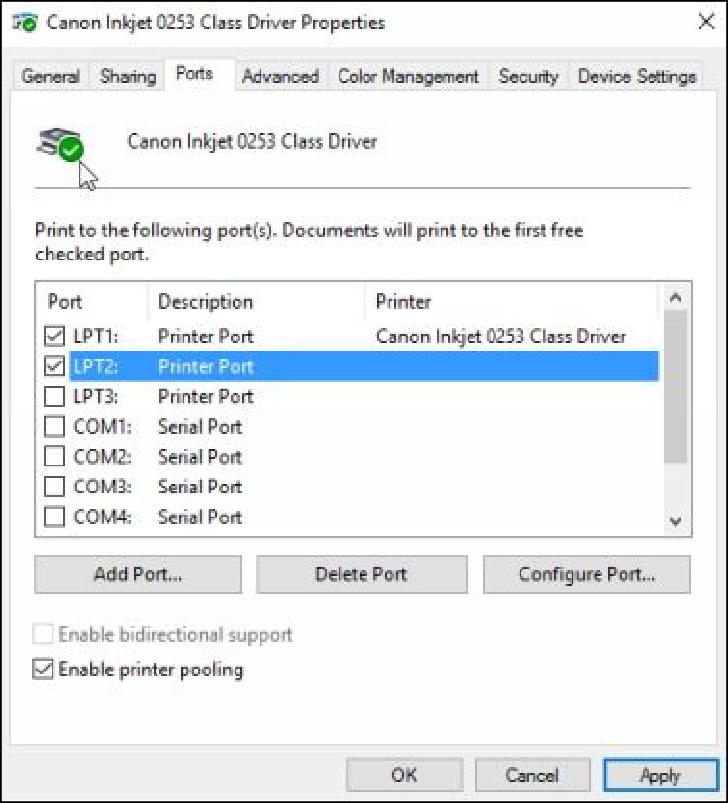 Canon Inkjet 0253 Class Driver Properties
General Sharing Ports Advanced Color Management Security Device Settings
Canon Inkjet 0253 Class Driver
Print to the following port(s). Documents will print to the first free
checked port.
Port Description Printer
LPT1: Printer Port Canon Inkjet 0253 Class Driver
LPT2: Printer Port
LPT3: Printer Port
COM1: Serial Port
COM2: Serial Port
COM3: Serial Port
COM4: Serial Port
Add Port... Delete Port Configure Port...
Enable bidirectional support
Enable printer pooling
OK Cancel Apply